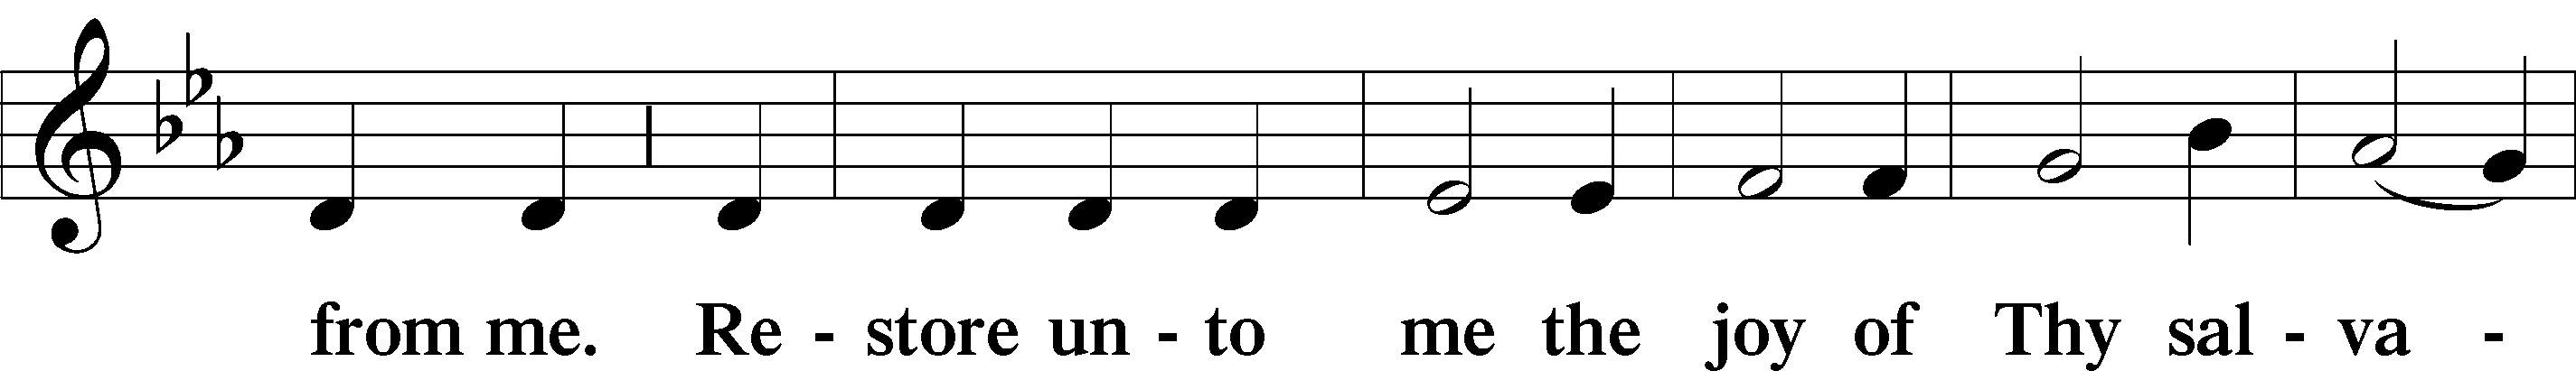 from me. Re - store un - to me the joy of Thy sal - va -